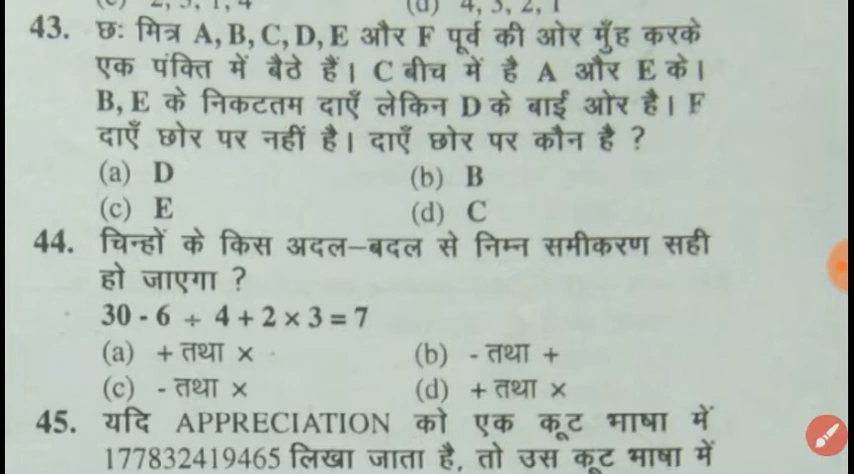 43. छः मित्र A, B, C, D, E और F पूर्व की ओर मुँह करके
एक पंक्ति में बैठे हैं। C बीच में है A और E के।
B, E के निकटतम दाएँ लेकिन D के बाईं ओर है। F
दाएँ छोर पर नहीं है। दाएँ छोर पर कौन है ?
(a) D (b) B
(c) E (d) C
44. चिन्हों के किस अदल-बदल से निम्न समीकरण सही
हो जाएगा ?
30 - 6 ÷ 4 + 2 × 3 = 7
(a) + तथा × (b) - तथा +
(c) - तथा × (d) + तथा ×
45. यदि APPRECIATION को एक कूट भाषा में
177832419465 लिखा जाता है, तो उस कूट भाषा में